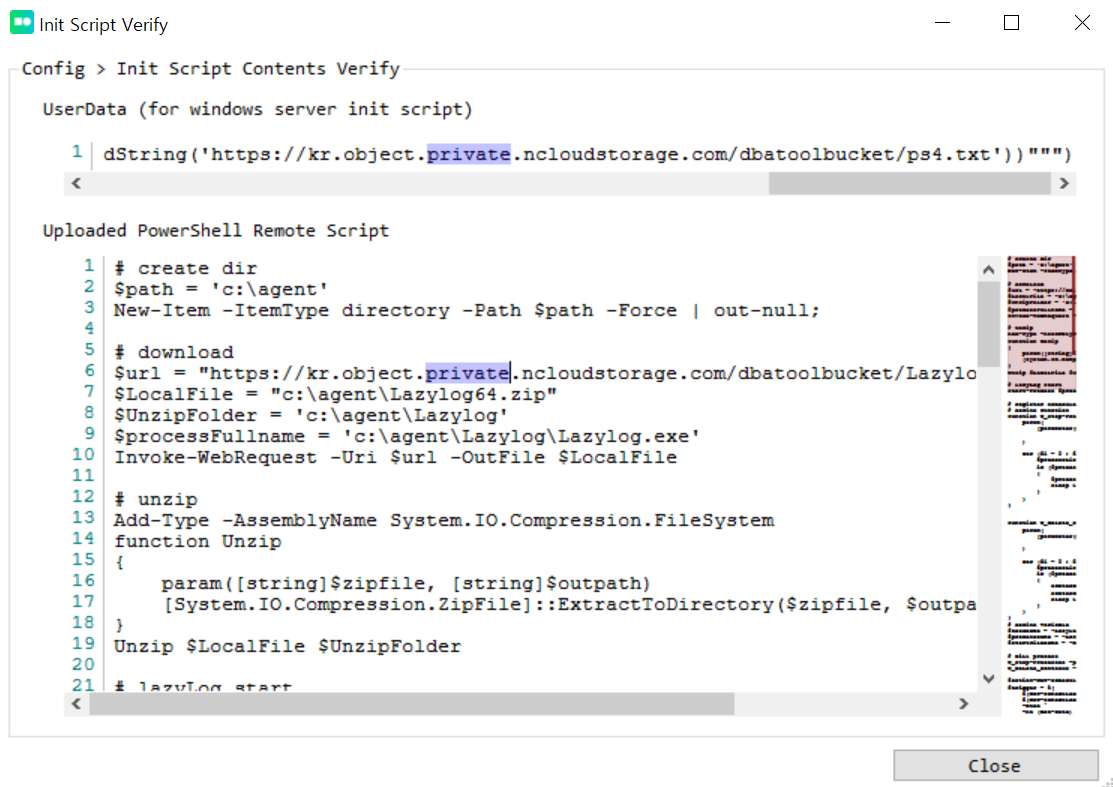 Init Script Verify
Config > Init Script Contents Verify
UserData (for windows server init script)
1 dString('https://kr.object.private.ncloudstorage.com/dbatoolbucket/ps4.txt'))""")
Uploaded PowerShell Remote Script
1 # create dir
2 $path = 'c:\agent'
3 New-Item -ItemType directory -Path $path -Force | out-null;
4
5 # download
6 $url = "https://kr.object.private.ncloudstorage.com/dbatoolbucket/Lazylo
7 $LocalFile = "c:\agent\Lazylog64.zip"
8 $UnzipFolder = 'c:\agent\Lazylog'
9 $processFullname = 'c:\agent\Lazylog\Lazylog.exe'
10 Invoke-WebRequest -Uri $url -OutFile $LocalFile
11
12 # unzip
13 Add-Type -AssemblyName System.IO.Compression.FileSystem
14 function Unzip
15 {
16     param([string]$zipfile, [string]$outpath)
17     [System.IO.Compression.ZipFile]::ExtractToDirectory($zipfile, $outpa
18 }
19 Unzip $LocalFile $UnzipFolder
20
21 # lazyLog start
Close